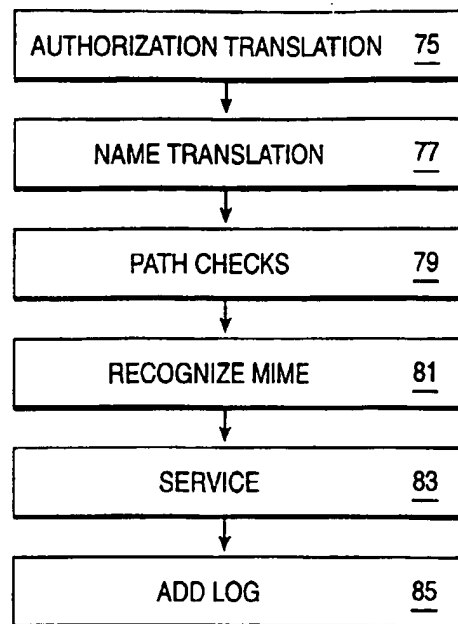 AUTHORIZATION TRANSLATION 75
NAME TRANSLATION 77
PATH CHECKS 79
RECOGNIZE MIME 81
SERVICE 83
ADD LOG 85